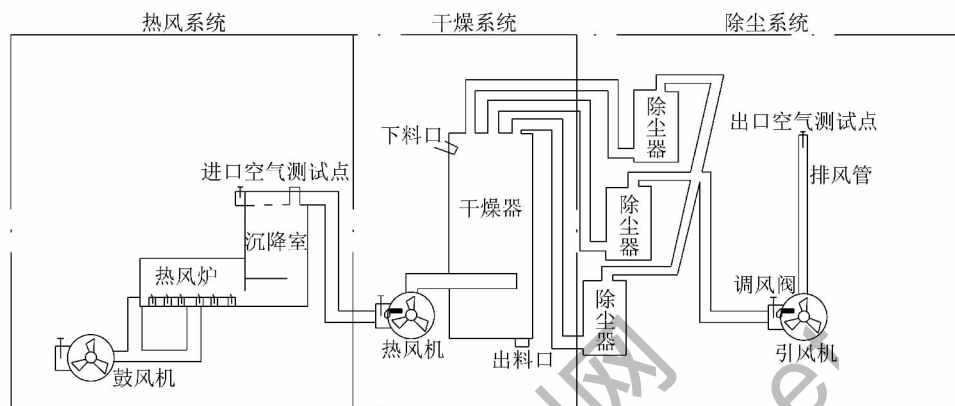 热风系统
干燥系统
除尘系统
下料口
除尘器
出口空气测试点
进口空气测试点
排风管
干燥器
除尘器
沉降室
热风炉
调风阀
除尘器
鼓风机
热风机
出料口
引风机
网